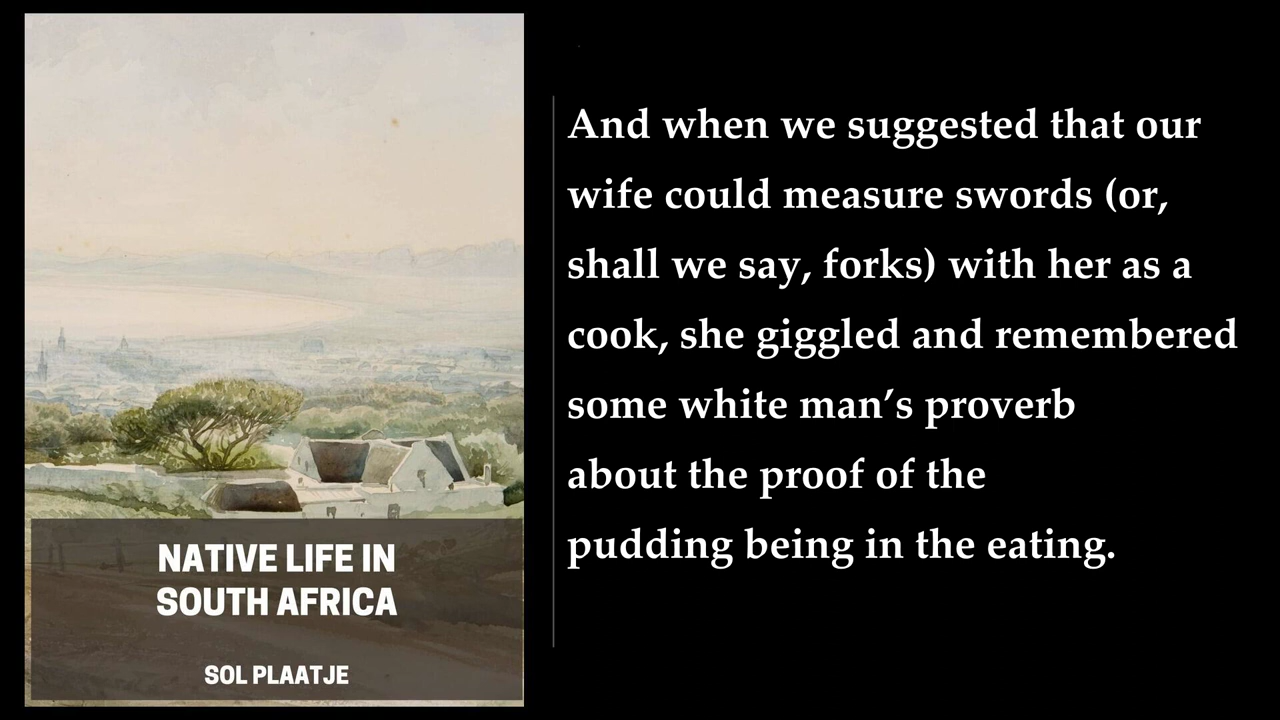 NATIVE LIFE IN
SOUTH AFRICA
SOL PLAATJE
And when we suggested that our
wife could measure swords (or,
shall we say, forks) with her as a
cook, she giggled and remembered
some white man’s proverb
about the proof of the
pudding being in the eating.